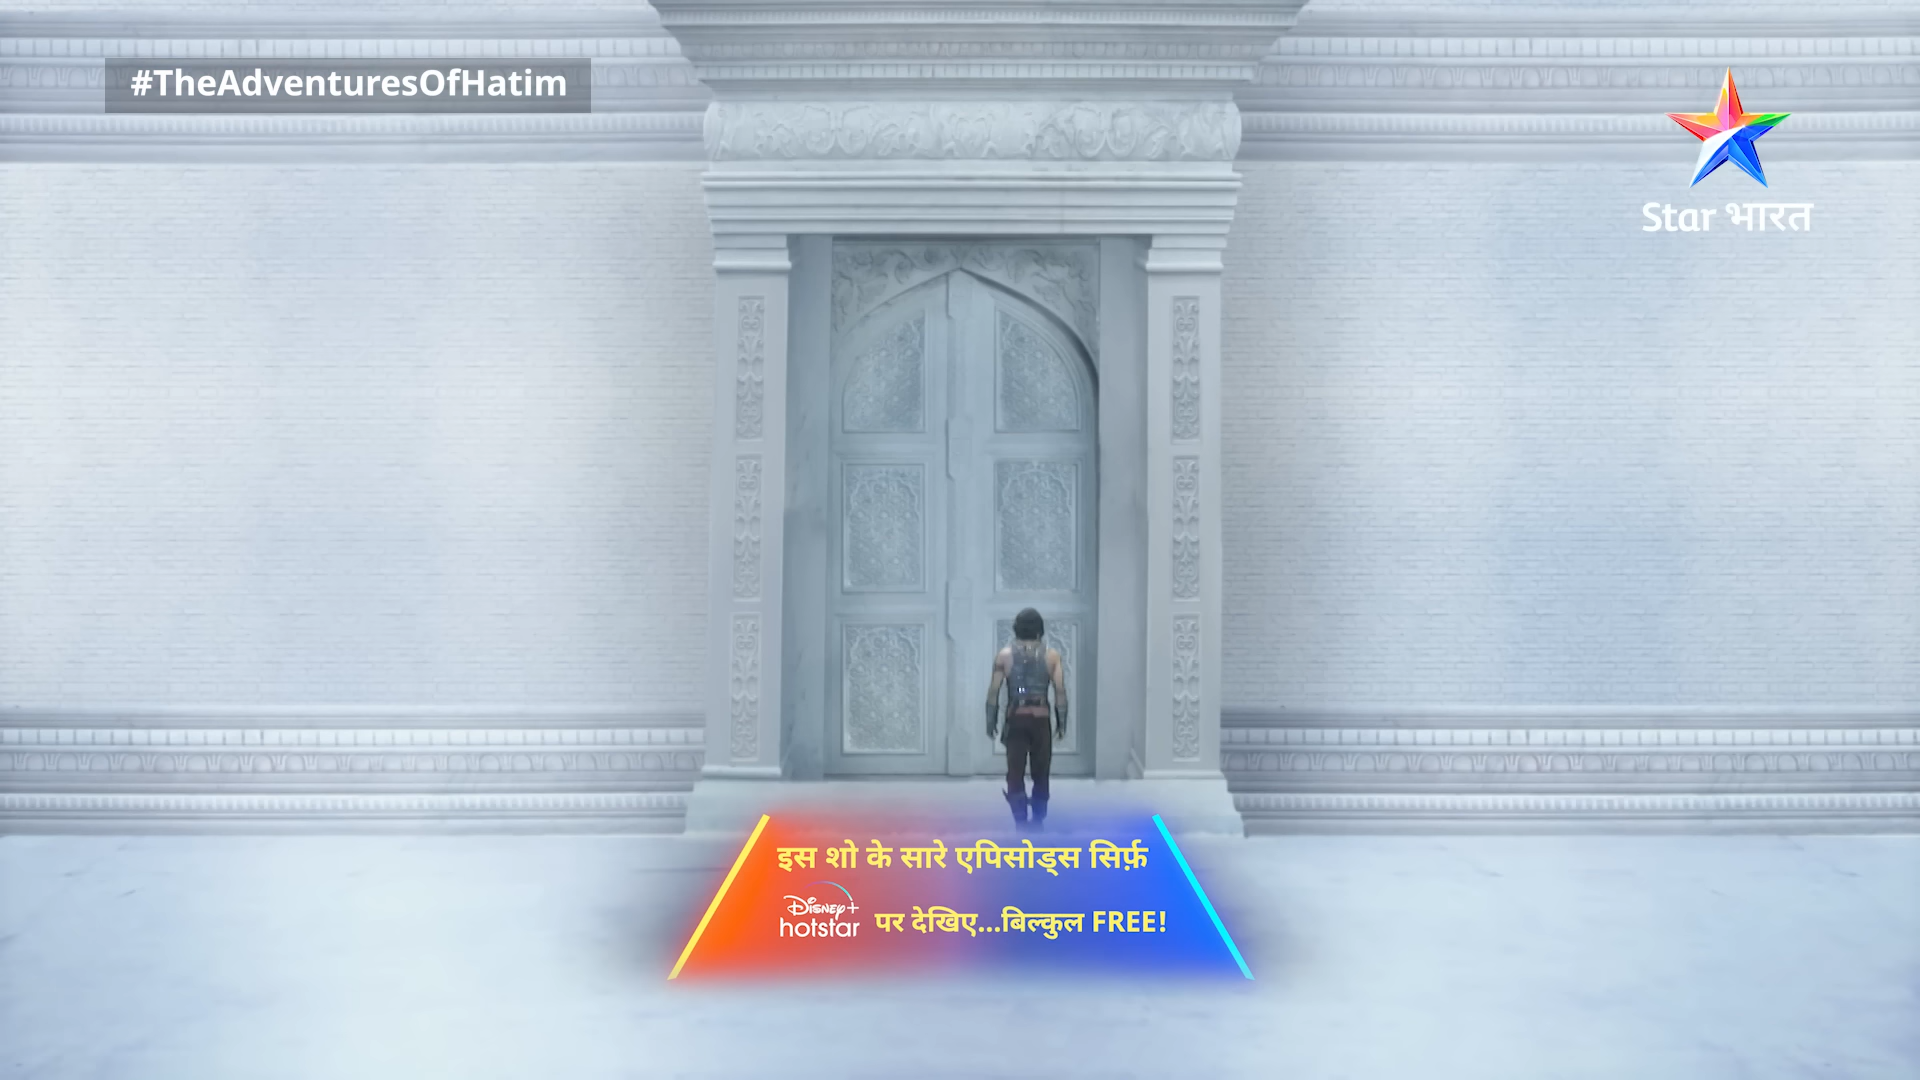 #TheAdventuresOfHatim
Star भारत
इस शो के सारे एपिसोड्स सिर्फ़
Disney+ hotstar पर देखिए...बिल्कुल FREE!